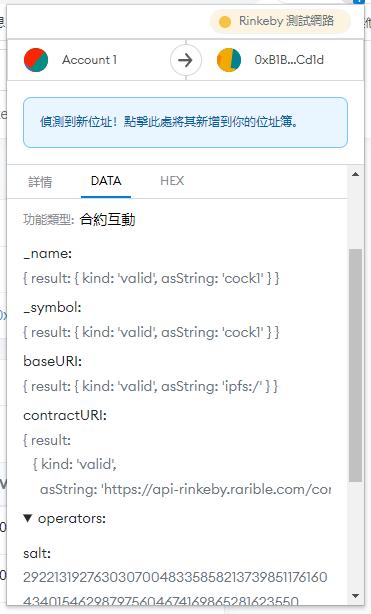 Rinkeby 測試網路
Account 1
0xB1B...Cd1d
偵測到新位址！點擊此處將其新增到你的位址簿。
詳情 DATA HEX
功能類型: 合約互動
_name:
{ result: { kind: 'valid', asString: 'cock1' } }
_symbol:
{ result: { kind: 'valid', asString: 'cock1' } }
baseURI:
{ result: { kind: 'valid', asString: 'ipfs:/' } }
contractURI:
{ result:
{ kind: 'valid',
asString: 'https://api-rinkeby.rarible.com/cor
▼ operators:
salt:
29221319276303070048335858213739851176160
43401546298797560467416986528162355​0